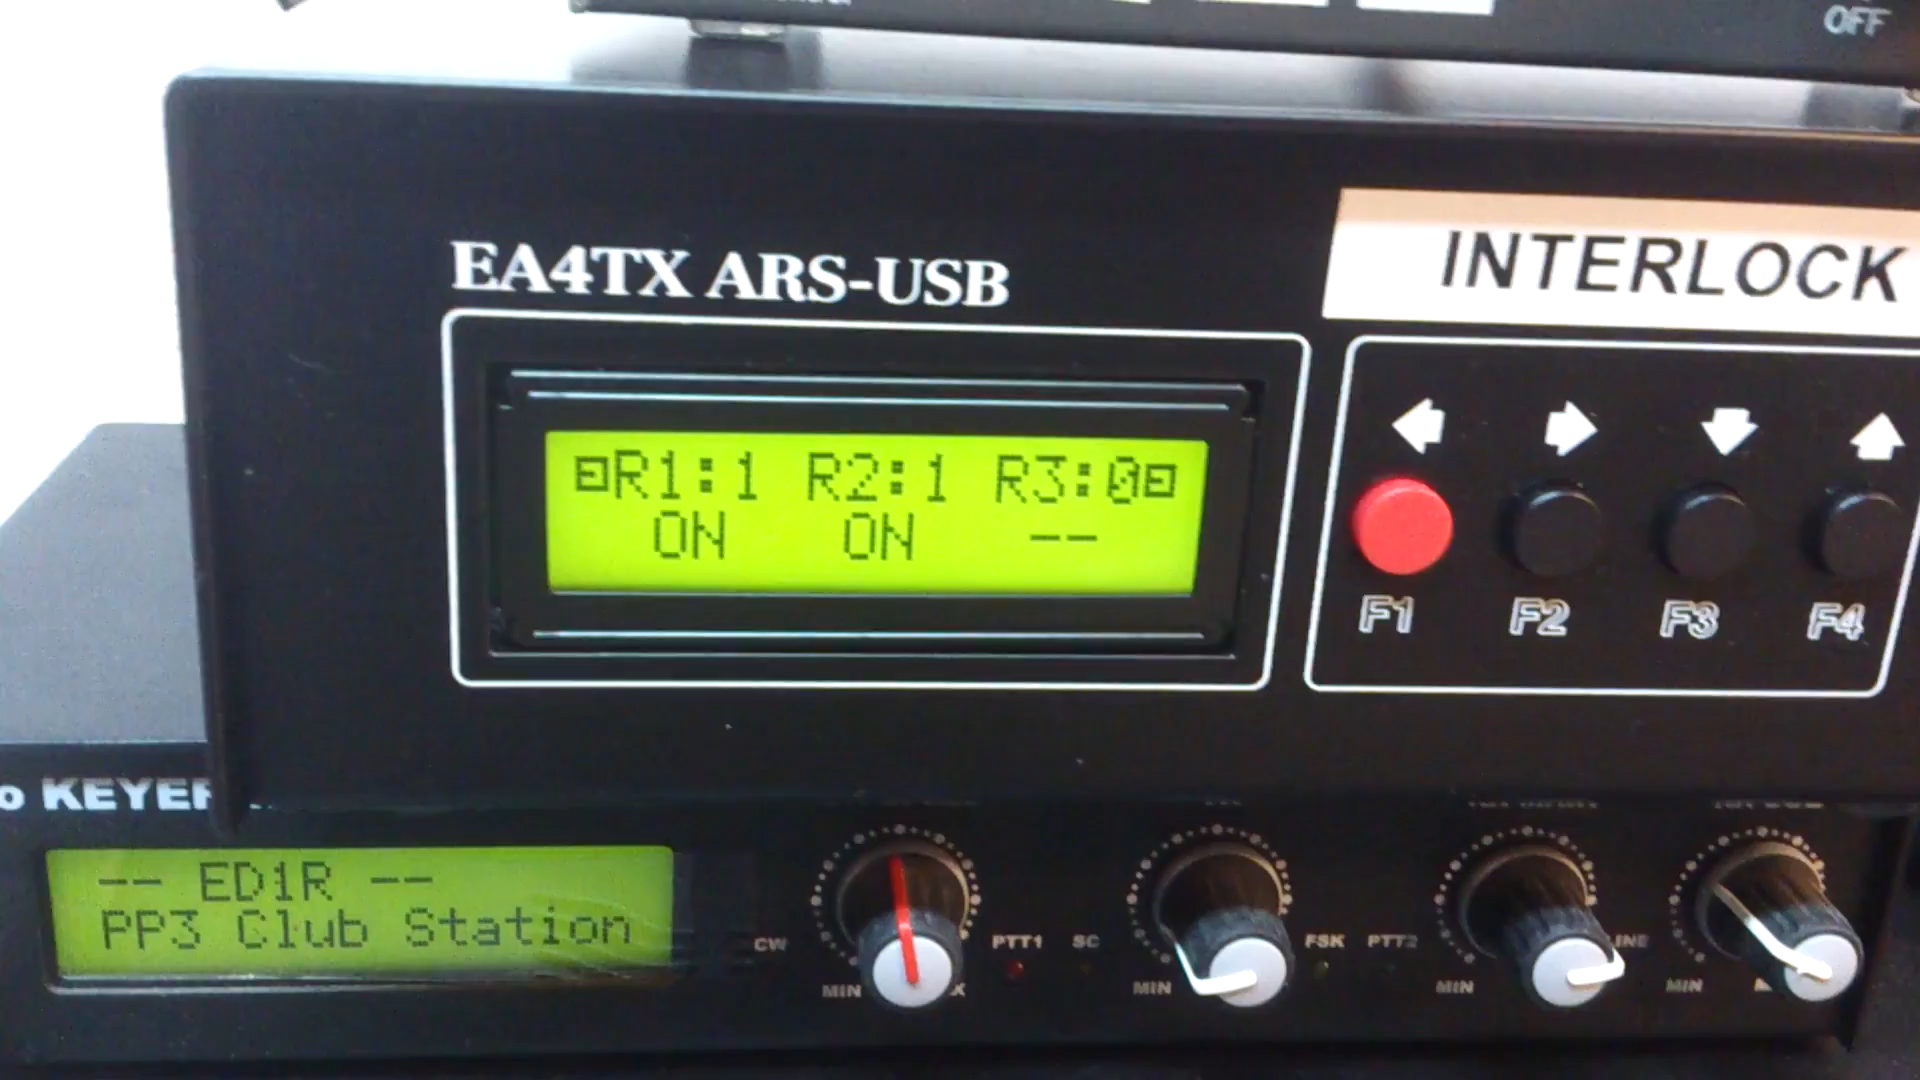 OFF
EA4TX ARS-USB
INTERLOCK
R1:1 R2:1 R3:0
ON ON --
F1 F2 F3 F4
KEYER
-- ED1R --
PP3 Club Station
CW PTT1 SC FSK PTT2
MIN MIN MIN MIN